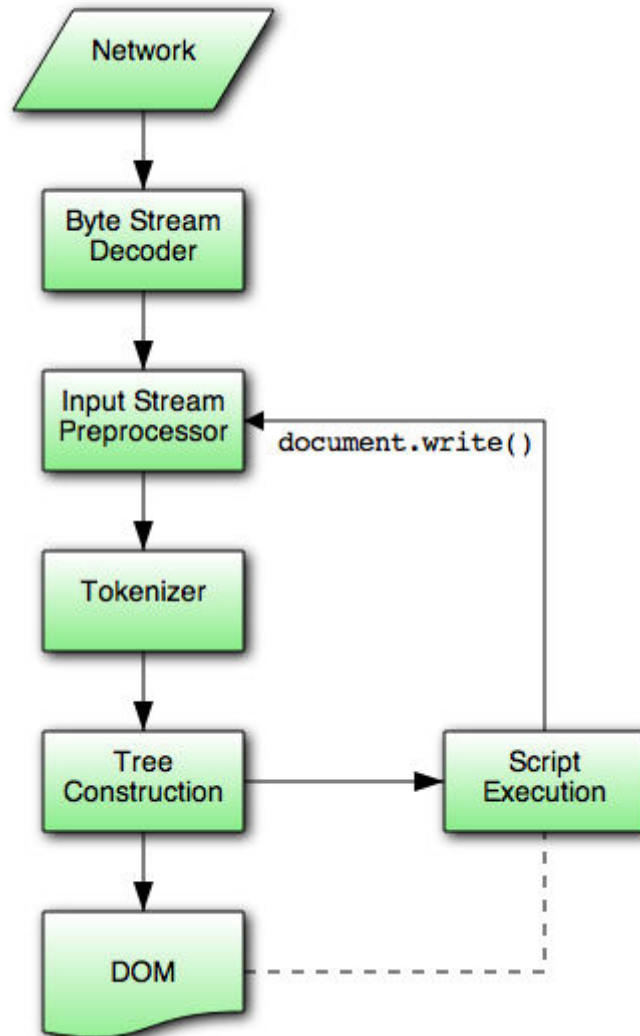 Network
Byte Stream
Decoder
Input Stream
Preprocessor
document.write()
Tokenizer
Tree
Construction
Script
Execution
DOM